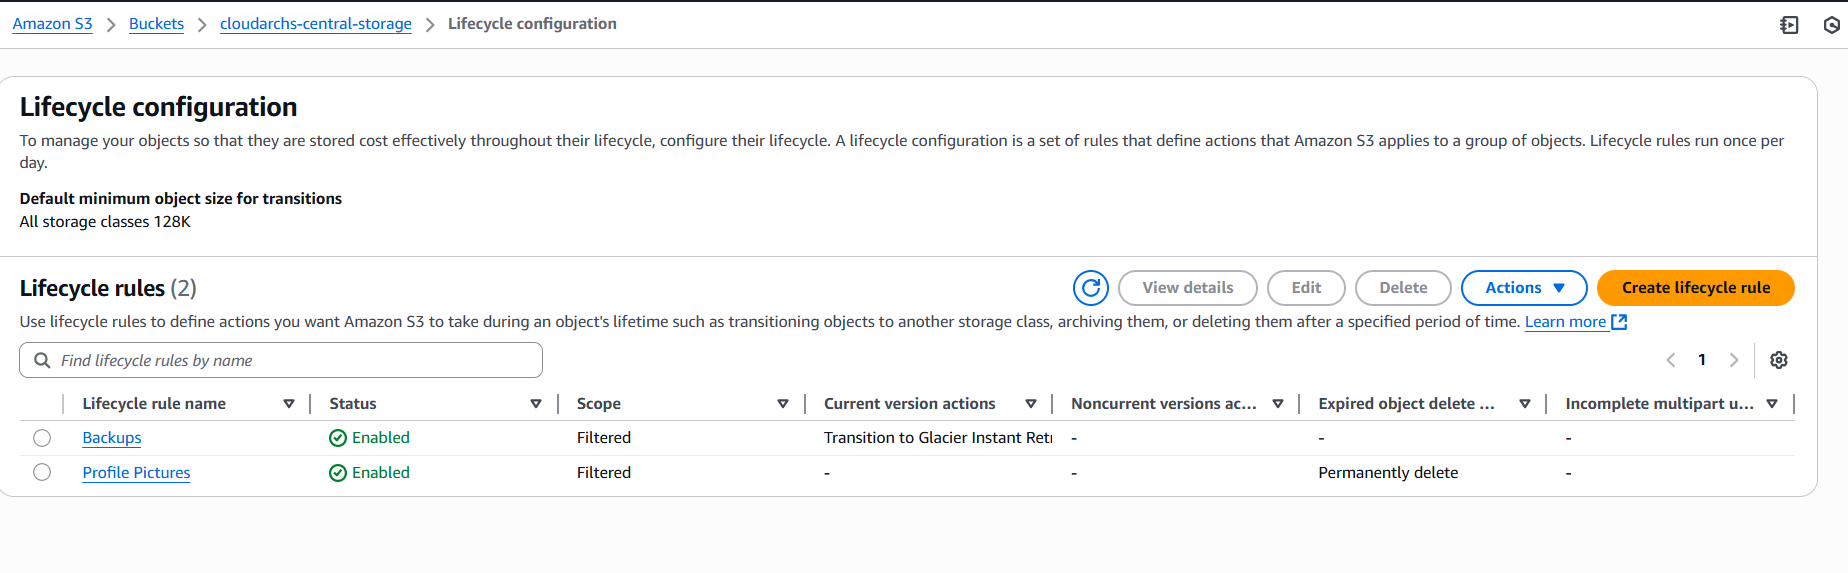 Amazon S3 > Buckets > cloudarchs-central-storage > Lifecycle configuration
Lifecycle configuration
To manage your objects so that they are stored cost effectively throughout their lifecycle, configure their lifecycle. A lifecycle configuration is a set of rules that define actions that Amazon S3 applies to a group of objects. Lifecycle rules run once per
day.
Default minimum object size for transitions
All storage classes 128K
Lifecycle rules (2)
View details
Edit
Delete
Actions
Create lifecycle rule
Use lifecycle rules to define actions you want Amazon S3 to take during an object's lifetime such as transitioning objects to another storage class, archiving them, or deleting them after a specified period of time. Learn more
Find lifecycle rules by name
< 1 >
Lifecycle rule name | Status | Scope | Current version actions | Noncurrent versions ac... | Expired object delete ... | Incomplete multipart u... |
Backups Enabled Filtered Transition to Glacier Instant Retr - - -
Profile Pictures Enabled Filtered - - Permanently delete -